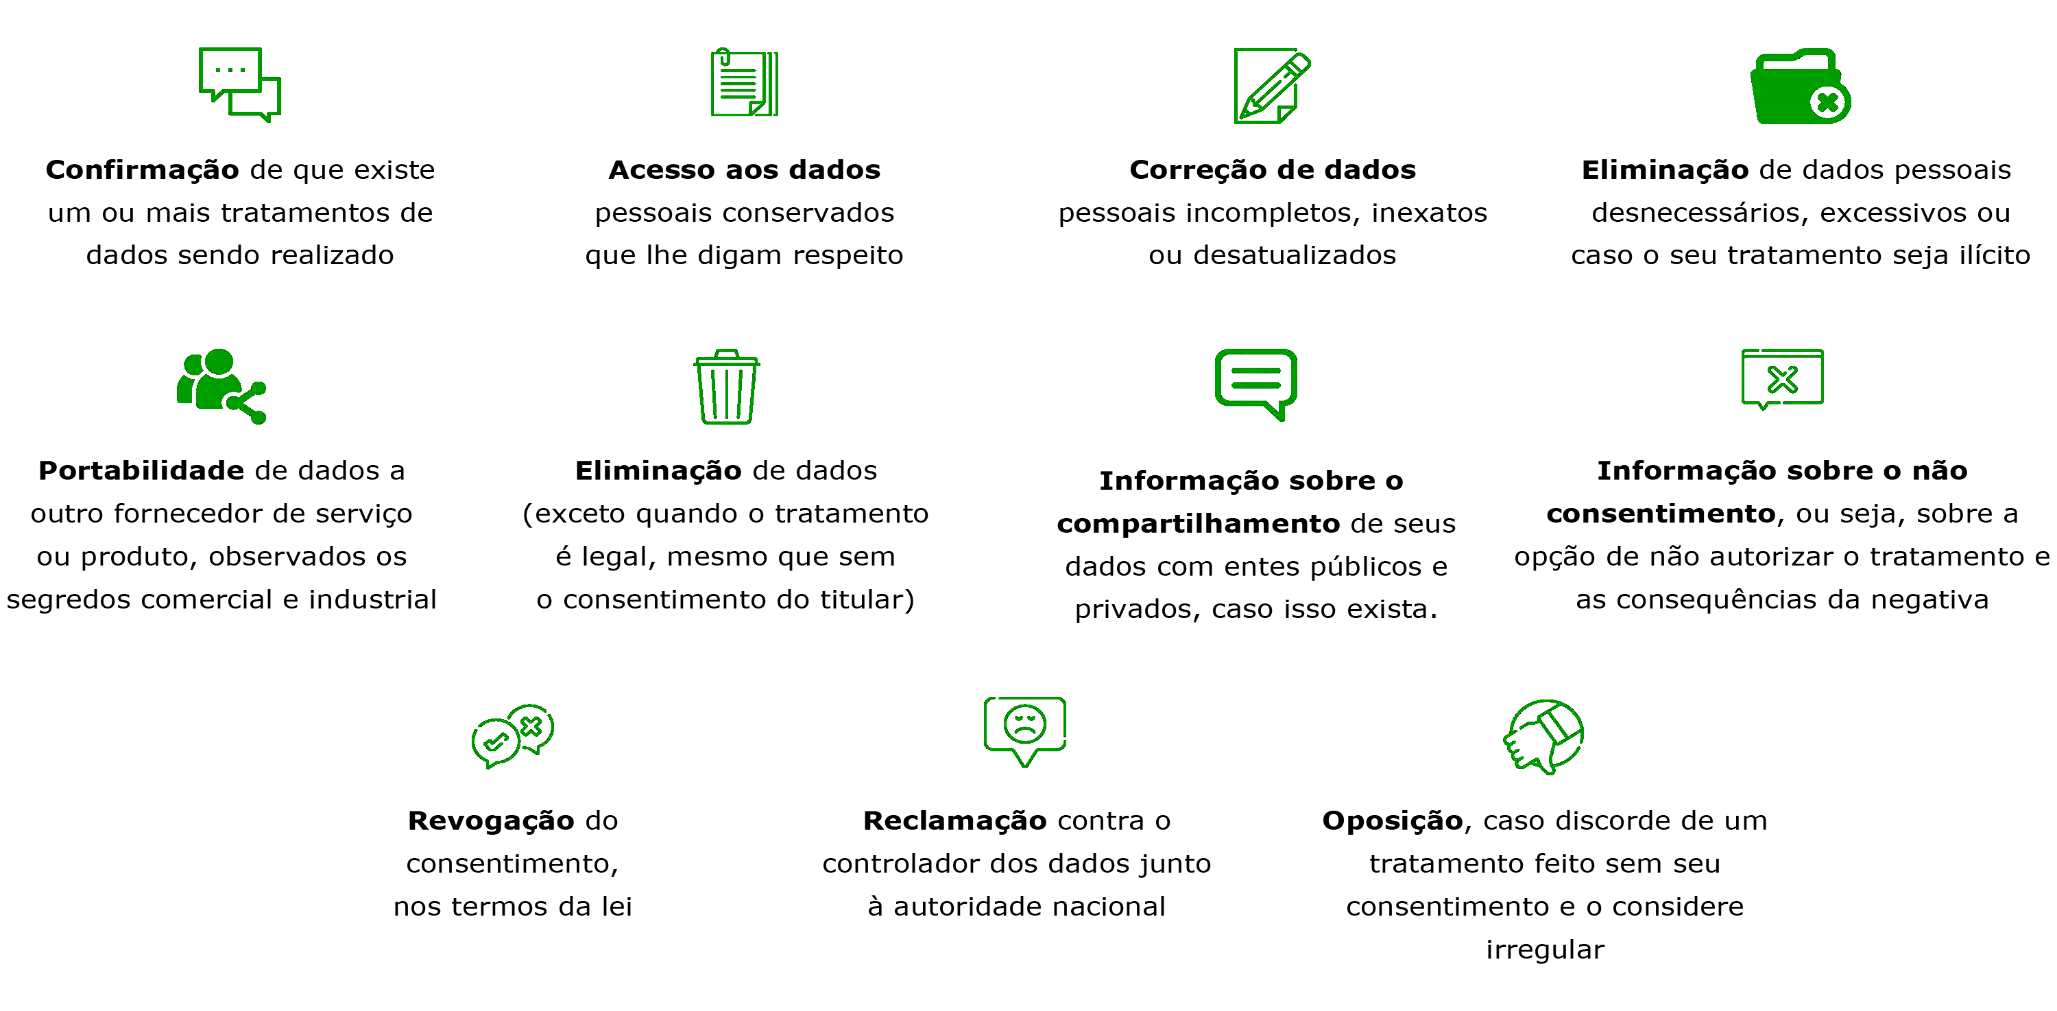 Confirmação de que existe
um ou mais tratamentos de
dados sendo realizado
Acesso aos dados
pessoais conservados
que lhe digam respeito
Correção de dados
pessoais incompletos, inexatos
ou desatualizados
Eliminação de dados pessoais
desnecessários, excessivos ou
caso o seu tratamento seja ilícito
Portabilidade de dados a
outro fornecedor de serviço
ou produto, observados os
segredos comercial e industrial
Eliminação de dados
(exceto quando o tratamento
é legal, mesmo que sem
o consentimento do titular)
Informação sobre o
compartilhamento de seus
dados com entes públicos e
privados, caso isso exista.
Informação sobre o não
consentimento, ou seja, sobre a
opção de não autorizar o tratamento e
as consequências da negativa
Revogação do
consentimento,
nos termos da lei
Reclamação contra o
controlador dos dados junto
à autoridade nacional
Oposição, caso discorde de um
tratamento feito sem seu
consentimento e o considere
irregular